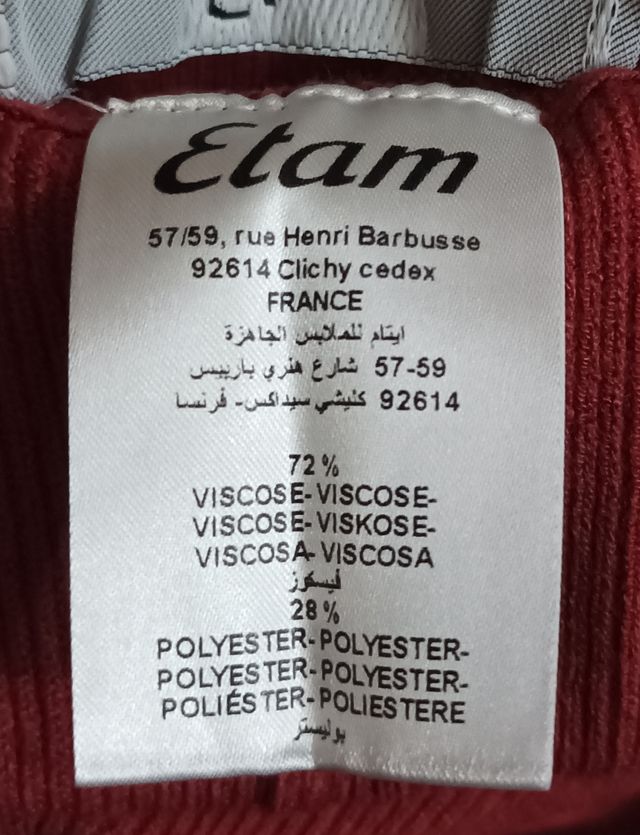 Etam
57/59, rue Henri Barbusse
92614 Clichy cedex
FRANCE
ايتام للملابس الجاهزة
57-59 شارع هنري باربيس
92614 كليشي سيداكس- فرنسا
72%
VISCOSE-VISCOSE-
VISCOSE-VISKOSE-
VISCOSA-VISCOSA
فيسكوز
28%
POLYESTER-POLYESTER-
POLYESTER-POLYESTER-
POLIÉSTER-POLIESTERE
بوليستر